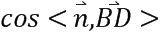 cos < n⃗,BD⃗ >